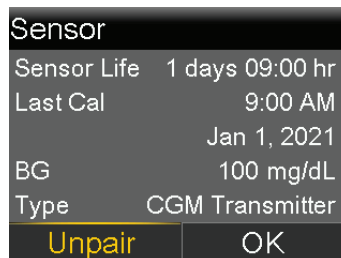 Sensor
Sensor Life 1 days 09:00 hr
Last Cal 9:00 AM
Jan 1, 2021
BG 100 mg/dL
Type CGM Transmitter
Unpair OK